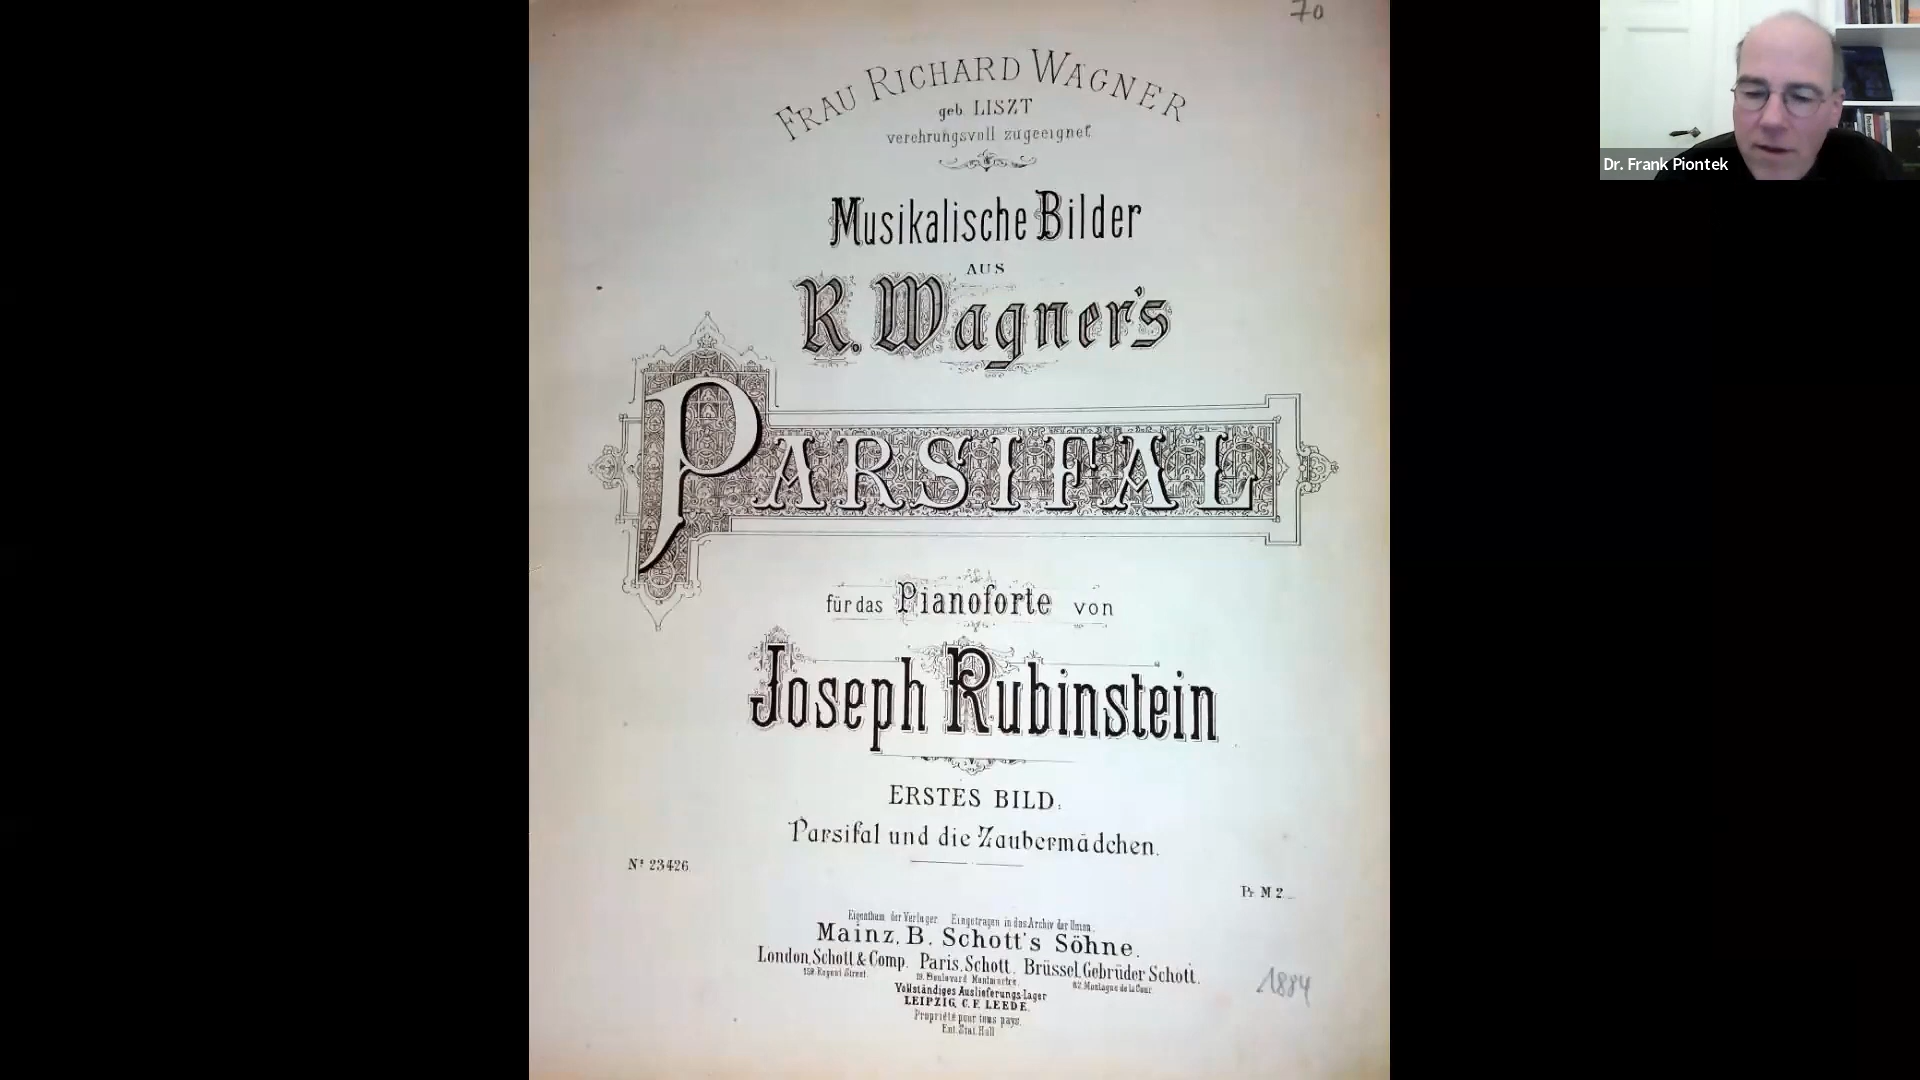 70
FRAU RICHARD WAGNER
geb. LISZT
verehrungsvoll zugeeignet.
Musikalische Bilder
AUS
R. Wagner's
PARSIFAL
für das Pianoforte von
Joseph Rubinstein
ERSTES BILD:
Parsifal und die Zaubermädchen.
Nº 23426
Pr. M 2_
Eigenthum der Verleger. Eingetragen in das Archiv der Union.
Mainz, B. Schott's Söhne.
London, Schott & Comp. Paris, Schott. Brüssel, Gebrüder Schott.
159. Regent Street. 19. Boulevard Montmartre. 82. Montagne de la Cour.
Vollständiges Auslieferungs-Lager
LEIPZIG, C. F. LEEDE.
Propriété pour tous pays.
Ent. Stat. Hall
1884
Dr. Frank Piontek